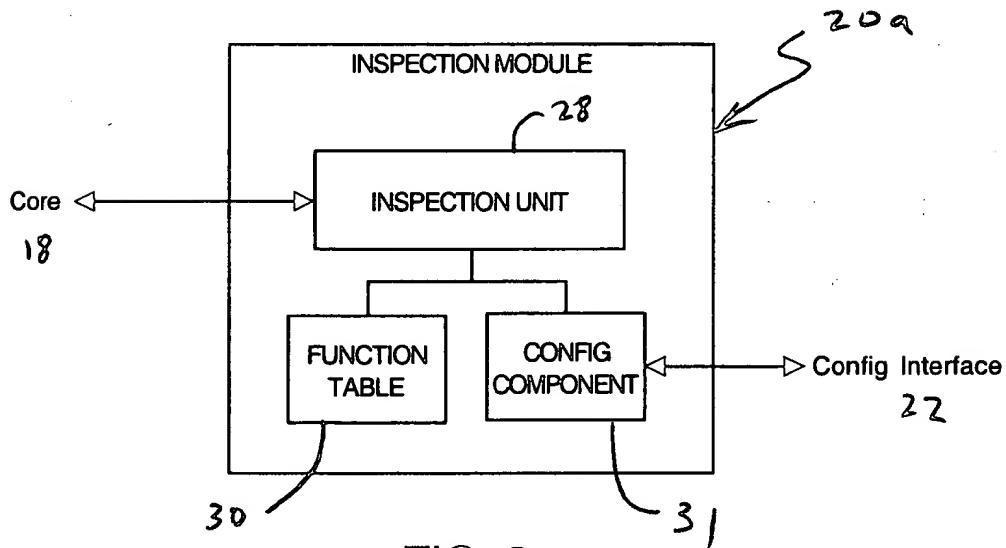 20a
INSPECTION MODULE
28
INSPECTION UNIT
Core
18
FUNCTION
TABLE
CONFIG
COMPONENT
Config Interface
22
30
31